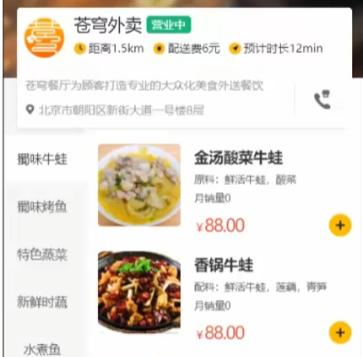 苍穹外卖 营业中
距离1.5km 配送费6元 预计时长12min
苍穹餐厅为顾客打造专业的大众化美食外送餐饮
北京市朝阳区新街大道一号楼8层
蜀味牛蛙
金汤酸菜牛蛙
原料：鲜活牛蛙，酸菜
月销量0
¥88.00
蜀味烤鱼
特色蒸菜
香锅牛蛙
配料：鲜活牛蛙，莲藕，青笋
月销量0
¥88.00
新鲜时蔬
水煮鱼